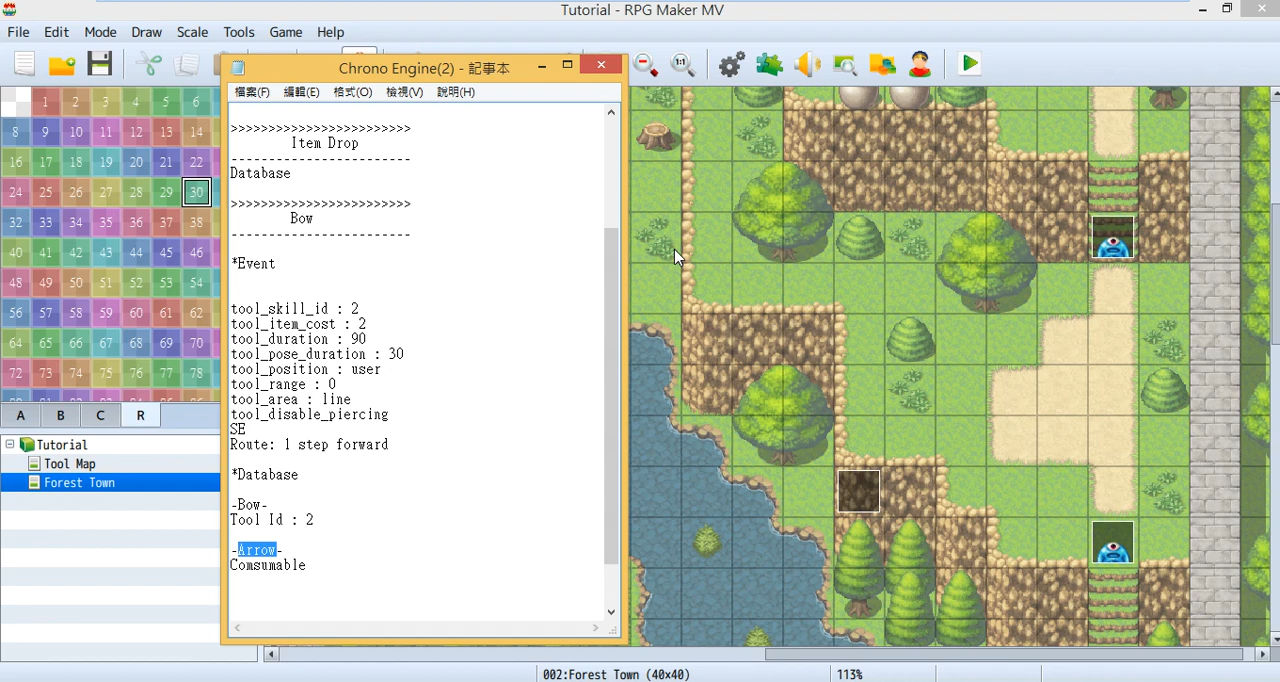 Tutorial - RPG Maker MV
File Edit Mode Draw Scale Tools Game Help
1:1
Chrono Engine(2) - 記事本
檔案(F) 編輯(E) 格式(O) 檢視(V) 說明(H)
>>>>>>>>>>>>>>>>>>>>>>>>
Item Drop
------------------------
Database
>>>>>>>>>>>>>>>>>>>>>>>>
Bow
------------------------
*Event
tool_skill_id : 2
tool_item_cost : 2
tool_duration : 90
tool_pose_duration : 30
tool_position : user
tool_range : 0
tool_area : line
tool_disable_piercing
SE
Route: 1 step forward
*Database
-Bow-
Tool Id : 2
-Arrow-
Comsumable
1 2 3 4 5 6
8 9 10 11 12 13 14
16 17 18 19 20 21 22
24 25 26 27 28 29 30
32 33 34 35 36 37 38
40 41 42 43 44 45 46
48 49 50 51 52 53 54
56 57 58 59 60 61 62
64 65 66 67 68 69 70
72 73 74 75 76 77 78
A B C R
Tutorial
Tool Map
Forest Town
002:Forest Town (40x40) 113%